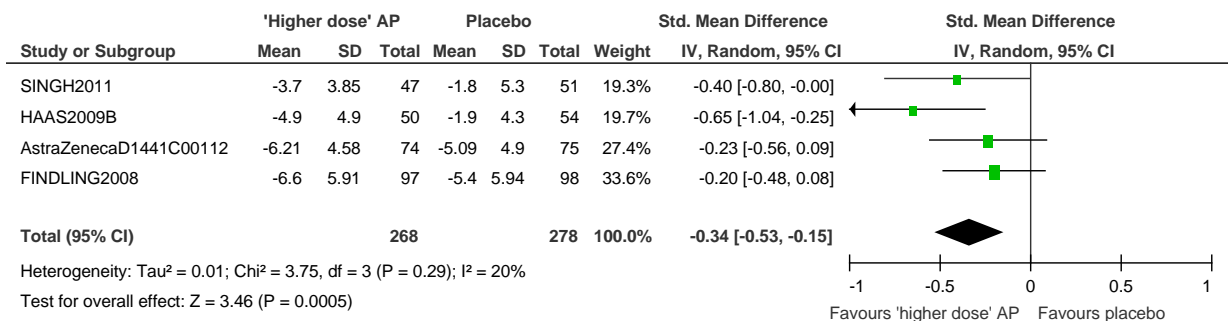 'Higher dose' AP Placebo Std. Mean Difference Std. Mean Difference
Study or Subgroup Mean SD Total Mean SD Total Weight IV, Random, 95% CI IV, Random, 95% CI
SINGH2011 -3.7 3.85 47 -1.8 5.3 51 19.3% -0.40 [-0.80, -0.00]
HAAS2009B -4.9 4.9 50 -1.9 4.3 54 19.7% -0.65 [-1.04, -0.25]
AstraZenecaD1441C00112 -6.21 4.58 74 -5.09 4.9 75 27.4% -0.23 [-0.56, 0.09]
FINDLING2008 -6.6 5.91 97 -5.4 5.94 98 33.6% -0.20 [-0.48, 0.08]
Total (95% CI) 268 278 100.0% -0.34 [-0.53, -0.15]
Heterogeneity: Tau² = 0.01; Chi² = 3.75, df = 3 (P = 0.29); I² = 20%
Test for overall effect: Z = 3.46 (P = 0.0005)
-1 -0.5 0 0.5 1
Favours 'higher dose' AP Favours placebo